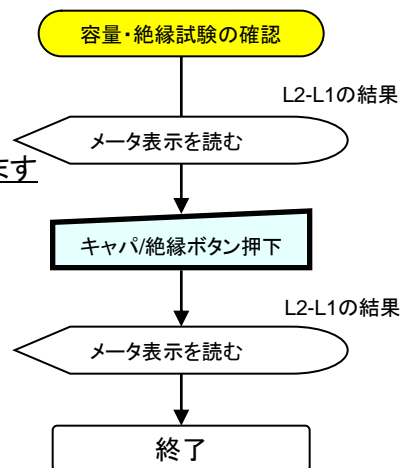 容量・絶縁試験の確認
L2-L1の結果
メータ表示を読む
ます
キャパ/絶縁ボタン押下
L2-L1の結果
メータ表示を読む
終了